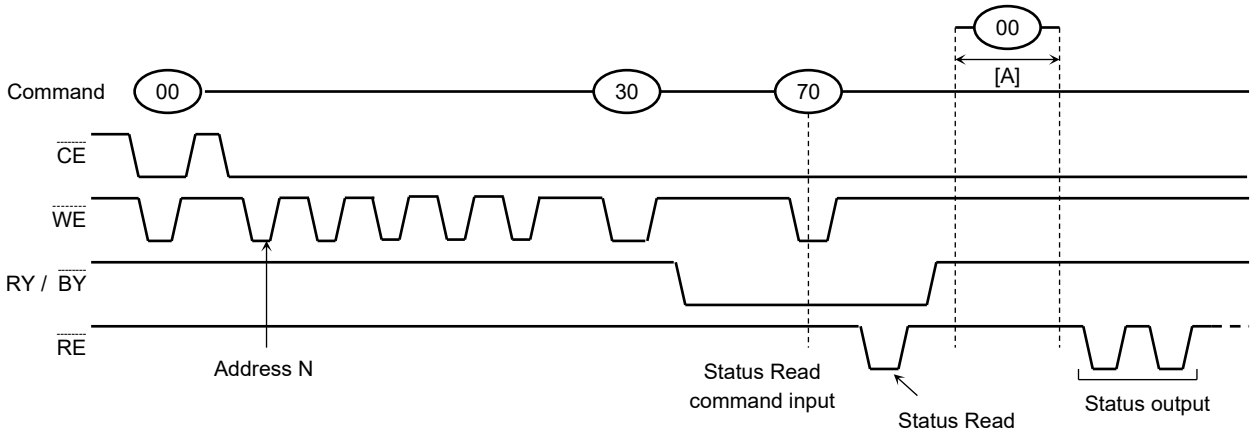 00
[A]
Command
00
30
70
CE
WE
RY / BY
RE
Address N
Status Read
command input
Status Read
Status output